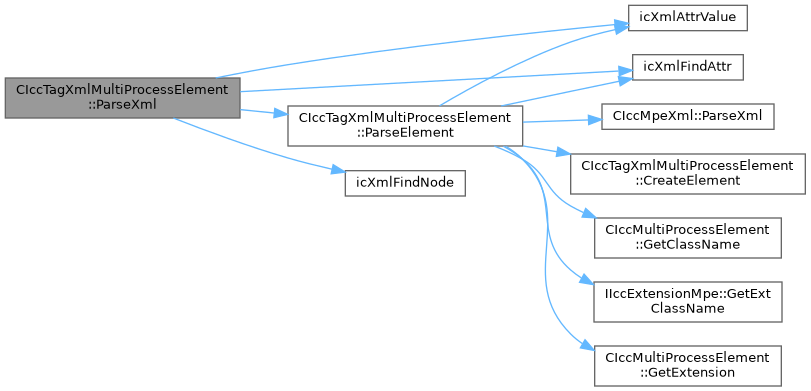 CIccTagXmlMultiProcessElement
::ParseXml
CIccTagXmlMultiProcessElement
::ParseElement
icXmlFindNode
icXmlAttrValue
icXmlFindAttr
CIccMpeXml::ParseXml
CIccTagXmlMultiProcessElement
::CreateElement
CIccMultiProcessElement
::GetClassName
IIccExtensionMpe::GetExt
ClassName
CIccMultiProcessElement
::GetExtension